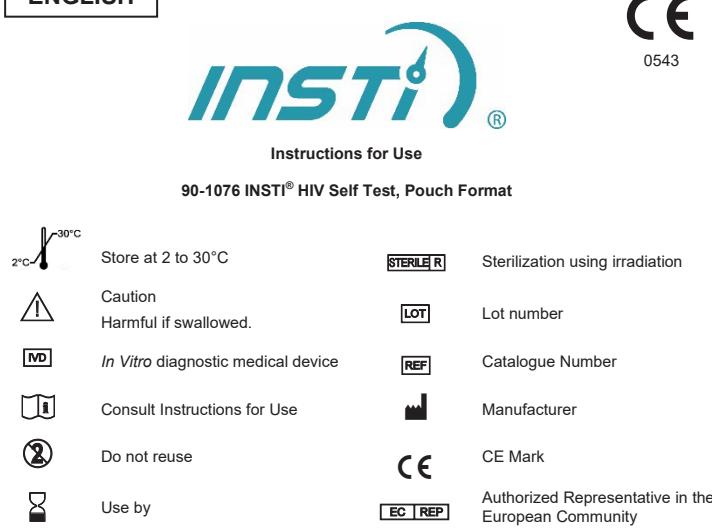 ENGLISH
CE
0543
INSTI®
Instructions for Use
90-1076 INSTI® HIV Self Test, Pouch Format
30°C
2°C
Store at 2 to 30°C
STERILE R
Sterilization using irradiation
Caution
Harmful if swallowed.
LOT
Lot number
IVD
In Vitro diagnostic medical device
REF
Catalogue Number
i
Consult Instructions for Use
Manufacturer
2
Do not reuse
CE
CE Mark
Use by
EC REP
Authorized Representative in the
European Community